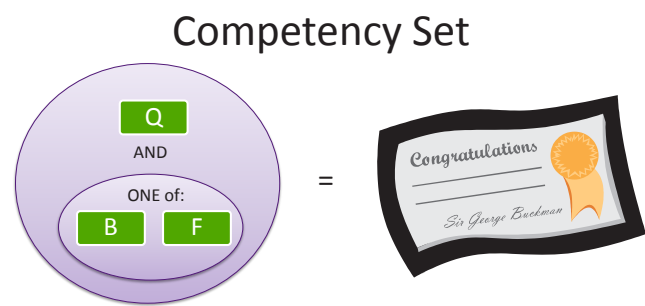 Competency Set
Q
AND
ONE of:
B F
=
Congratulations
Sir George Buckman